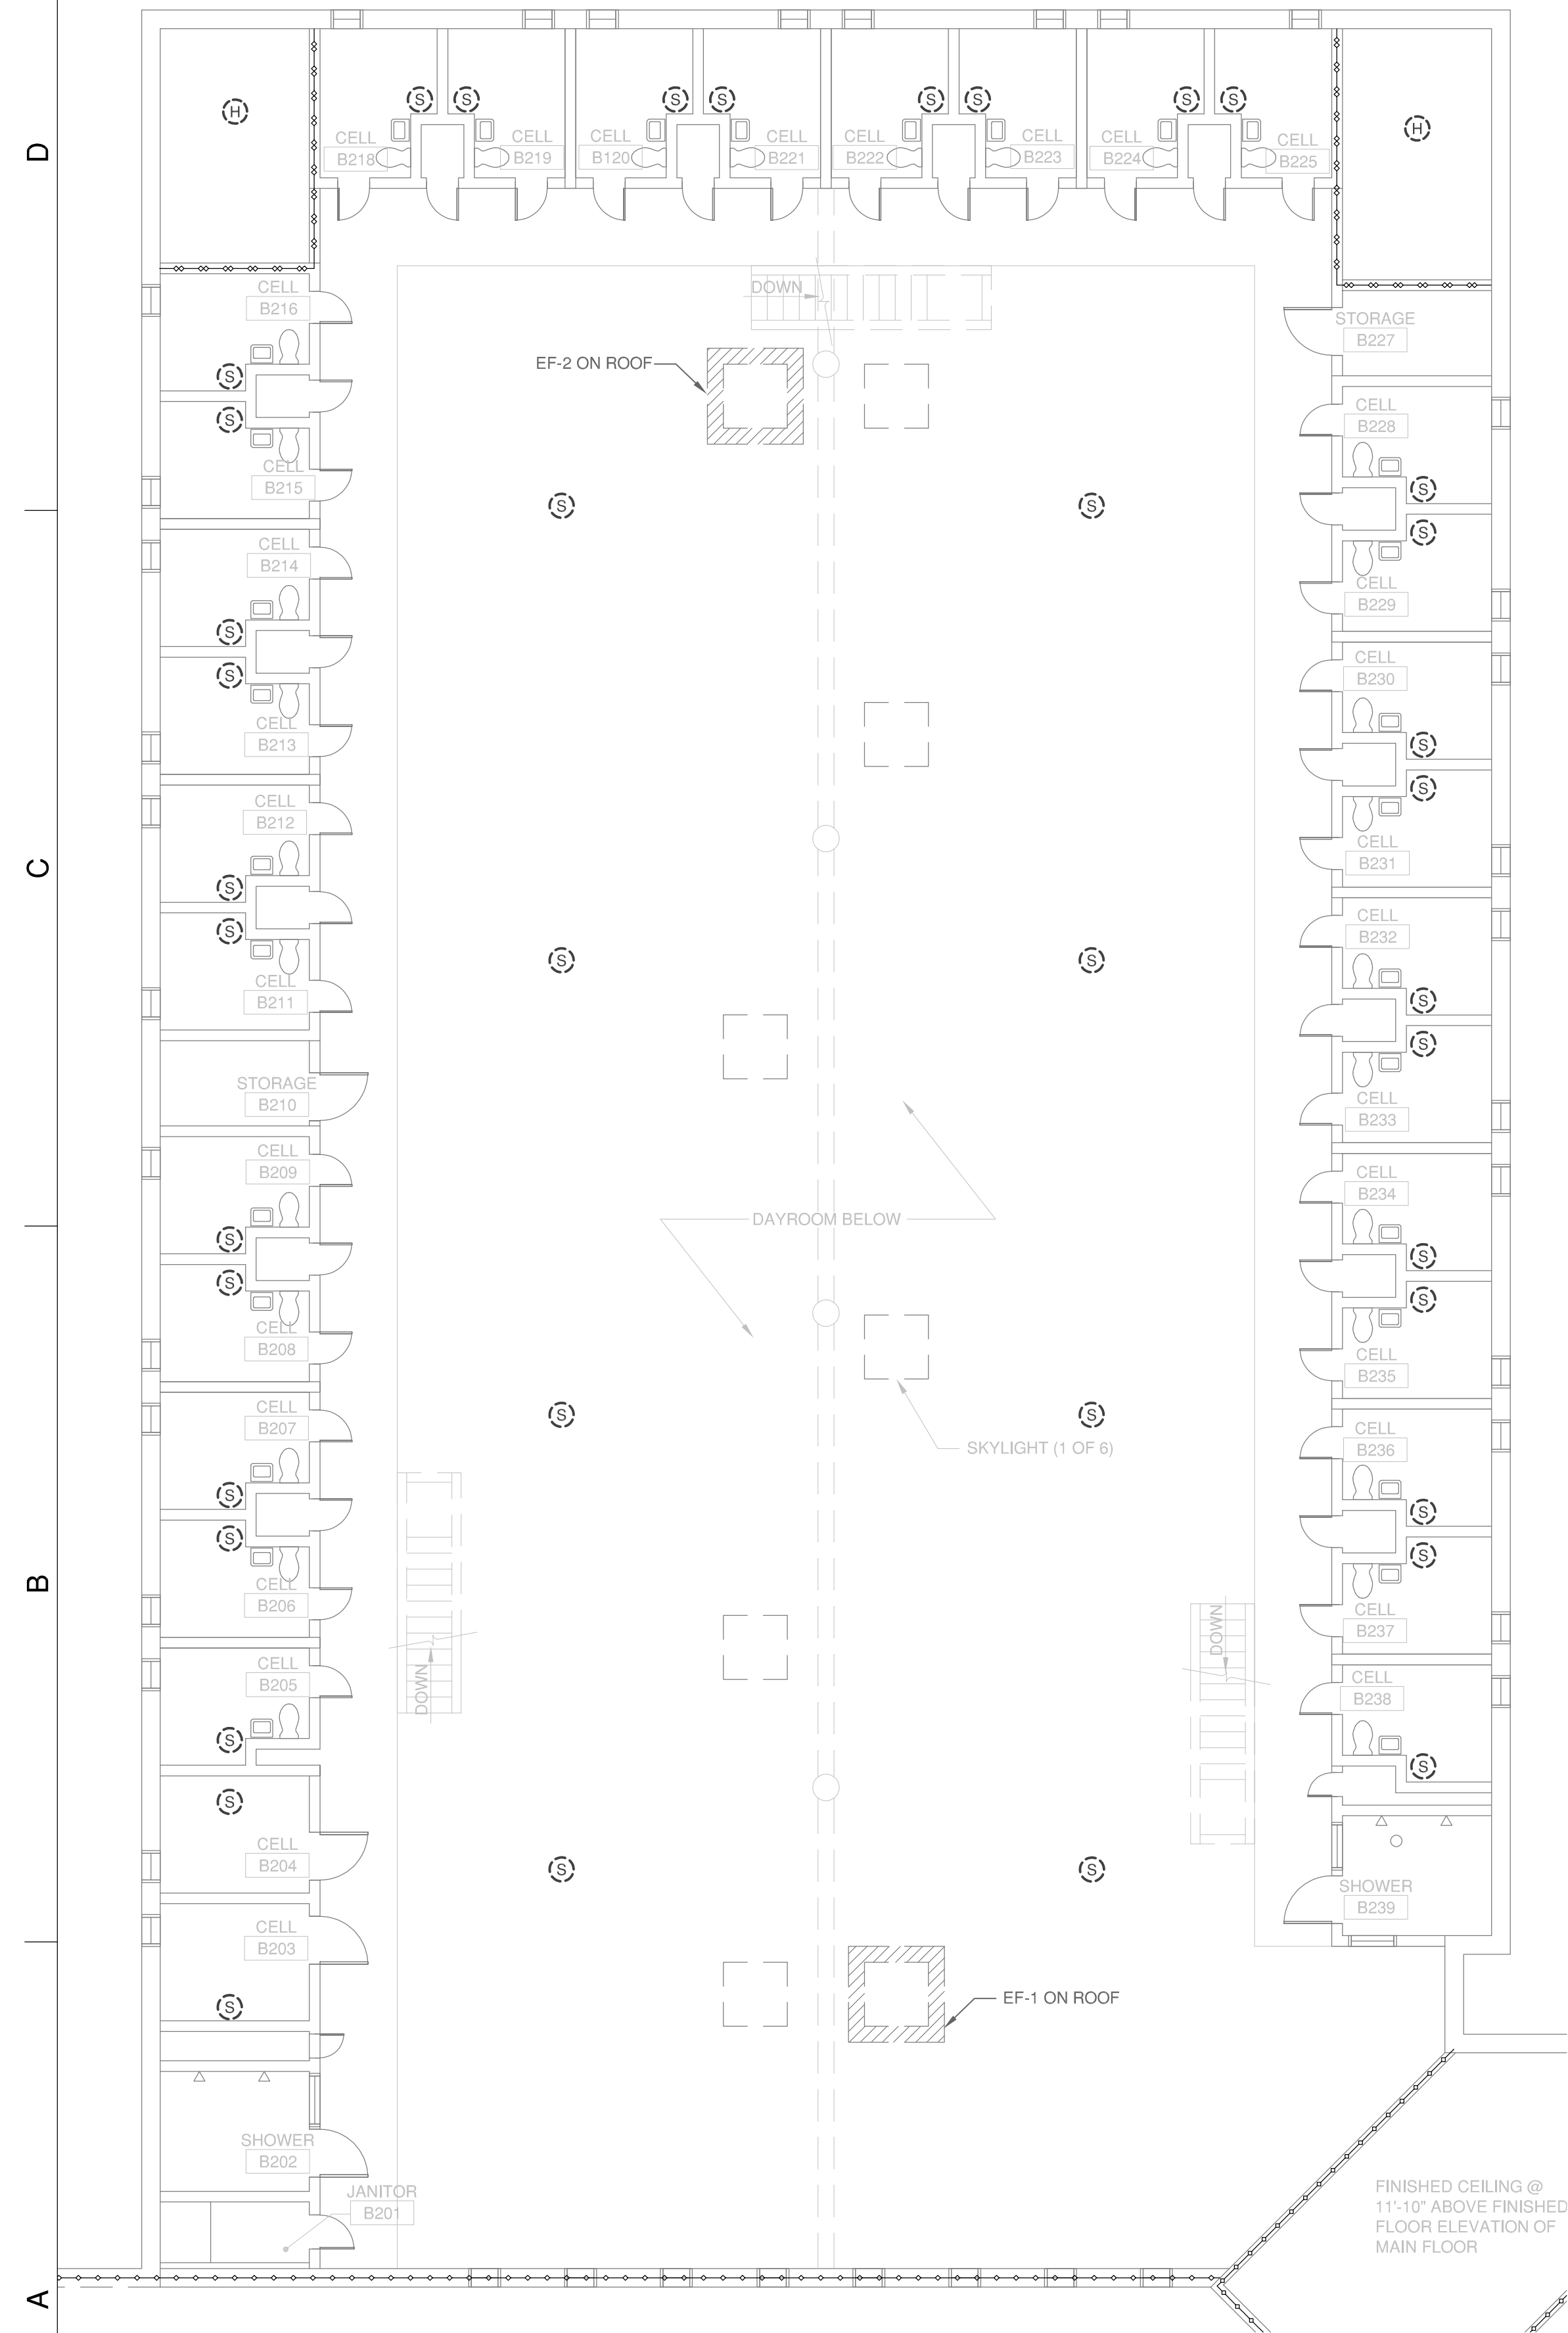 D
C
B
A
H
S
S
S
S
S
S
S
S
H
CELL
B218
CELL
B219
CELL
B120
CELL
B221
CELL
B222
CELL
B223
CELL
B224
CELL
B225
CELL
B216
S
S
CELL
B215
CELL
B214
S
S
CELL
B213
CELL
B212
S
S
CELL
B211
STORAGE
B210
CELL
B209
S
S
CELL
B208
CELL
B207
S
S
CELL
B206
CELL
B205
S
S
CELL
B204
CELL
B203
S
SHOWER
B202
JANITOR
B201
DOWN
EF-2 ON ROOF
S
S
S
S
DAYROOM BELOW
S
S
SKYLIGHT (1 OF 6)
DOWN
DOWN
S
S
EF-1 ON ROOF
STORAGE
B227
CELL
B228
S
S
CELL
B229
CELL
B230
S
S
CELL
B231
CELL
B232
S
S
CELL
B233
CELL
B234
S
S
CELL
B235
CELL
B236
S
S
CELL
B237
CELL
B238
S
SHOWER
B239
FINISHED CEILING @
11'-10" ABOVE FINISHED
FLOOR ELEVATION OF
MAIN FLOOR